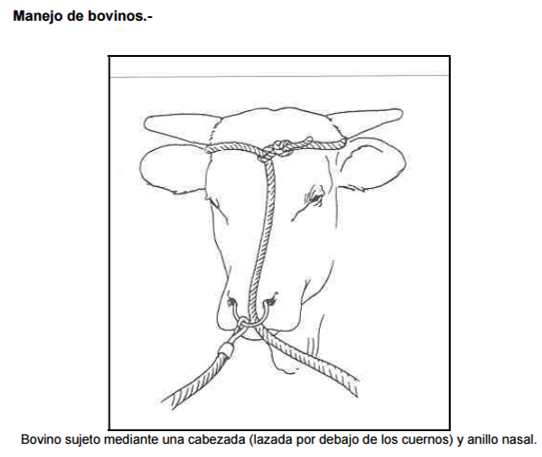 Manejo de bovinos.-
Bovino sujeto mediante una cabezada (lazada por debajo de los cuernos) y anillo nasal.